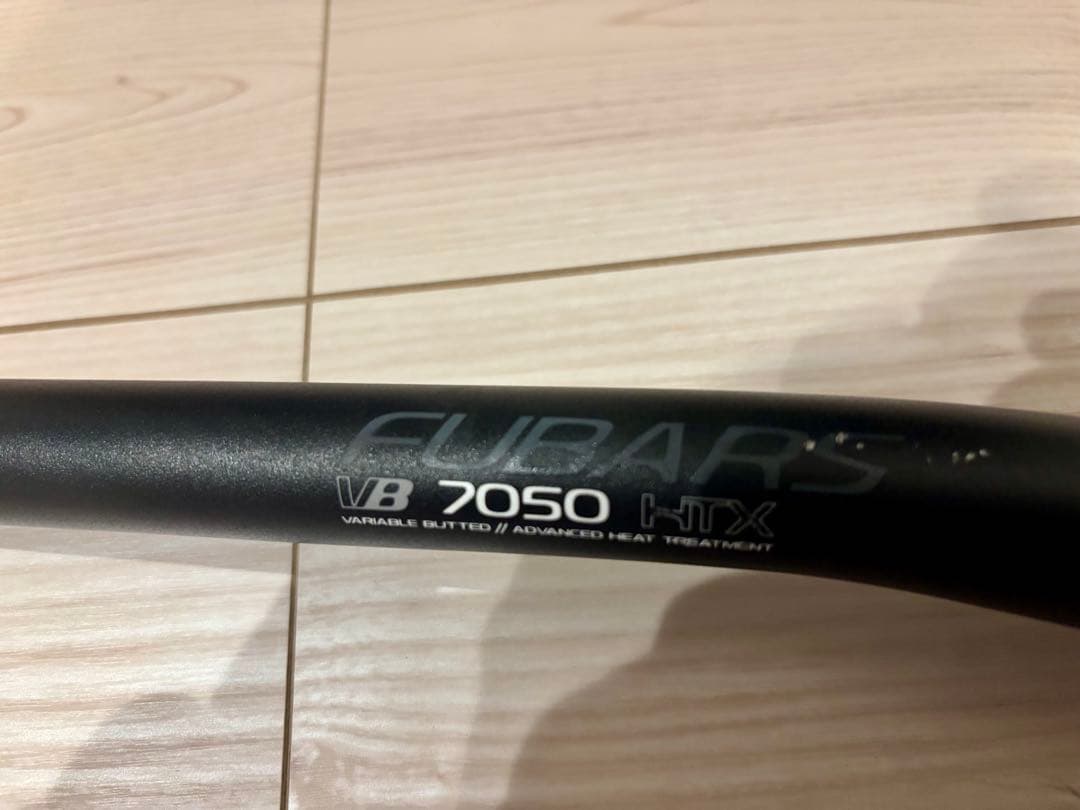 FUBARS
VB 7050 HTX
VARIABLE BUTTED // ADVANCED HEAT TREATMENT